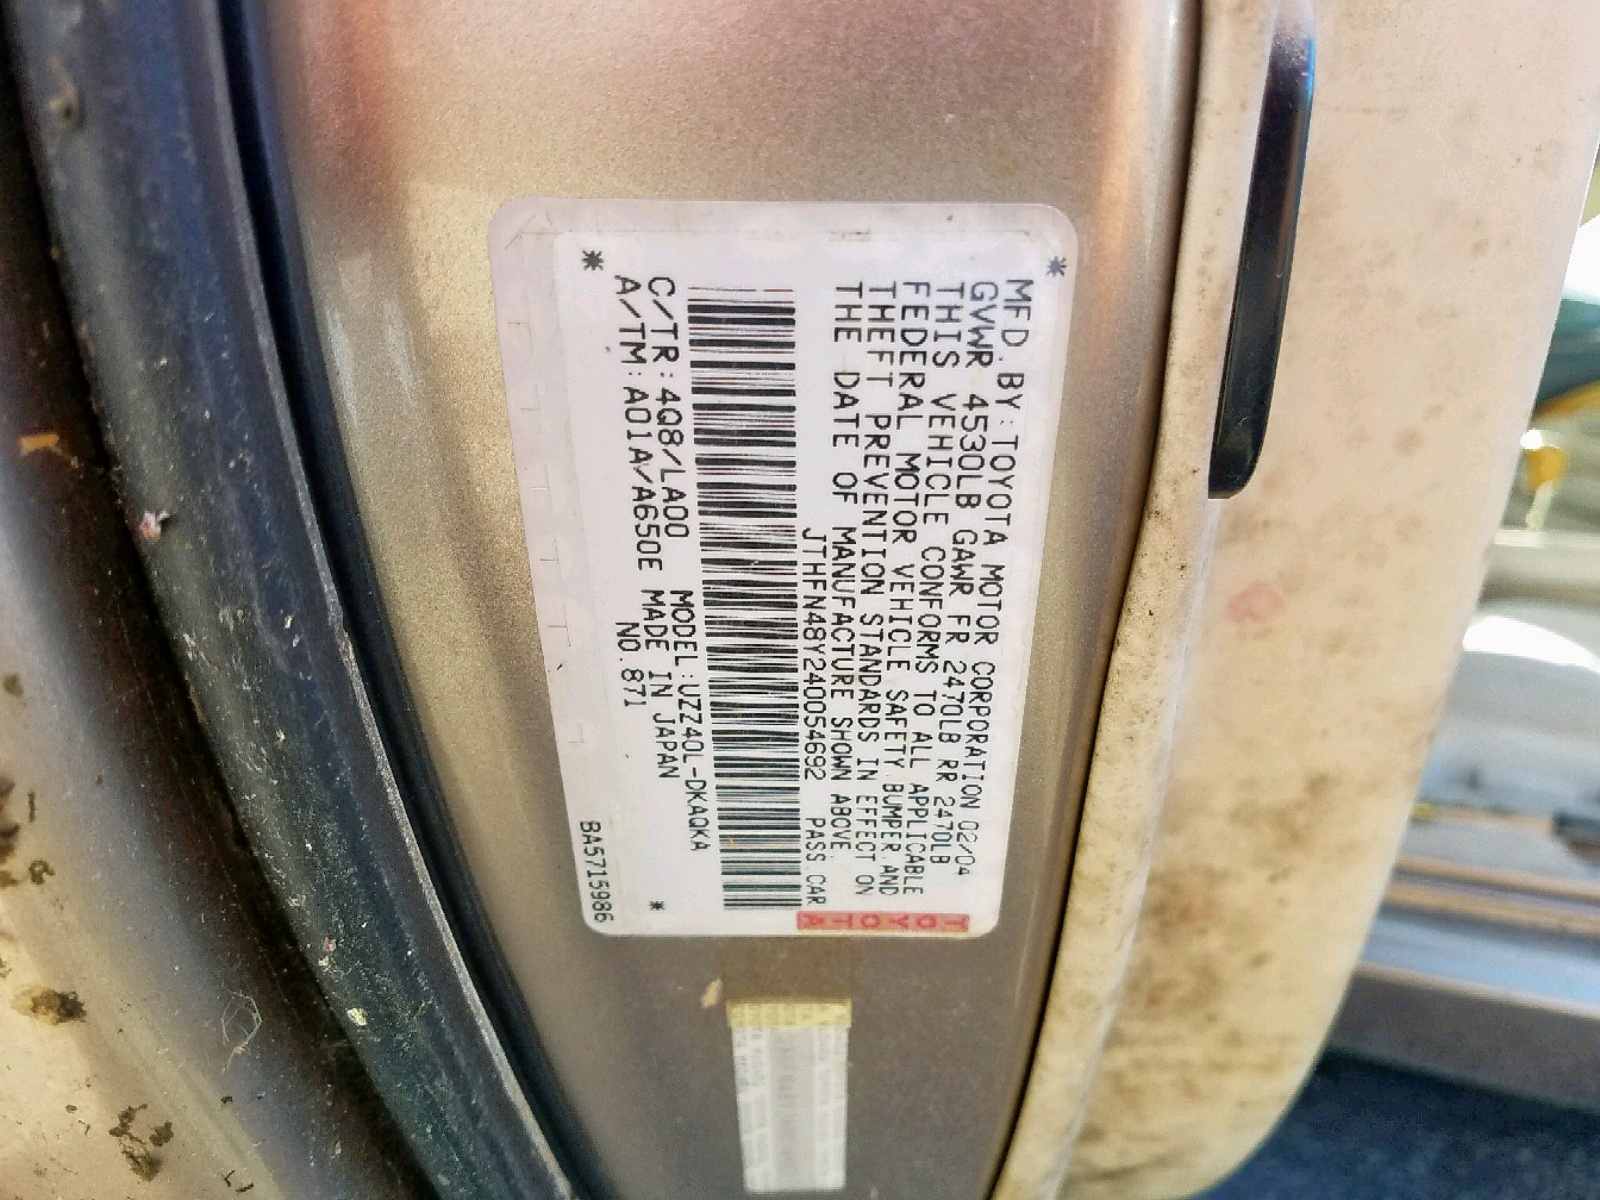 MFD. BY: TOYOTA MOTOR CORPORATION 02/04
GVWR 4530LB GAWR FR 2470LB RR 2470LB
THIS VEHICLE CONFORMS TO ALL APPLICABLE
FEDERAL MOTOR VEHICLE SAFETY. BUMPER. AND
THEFT PREVENTION STANDARDS IN EFFECT ON
THE DATE OF MANUFACTURE SHOWN ABOVE.
JTHFN48Y240054692 PASS. CAR
TOYOTA
C/TR: 4Q8/LA00 MODEL: UZZ40L-DKAQKA
A/TM: A01A/A650E MADE IN JAPAN
NO. 871
BA5715986